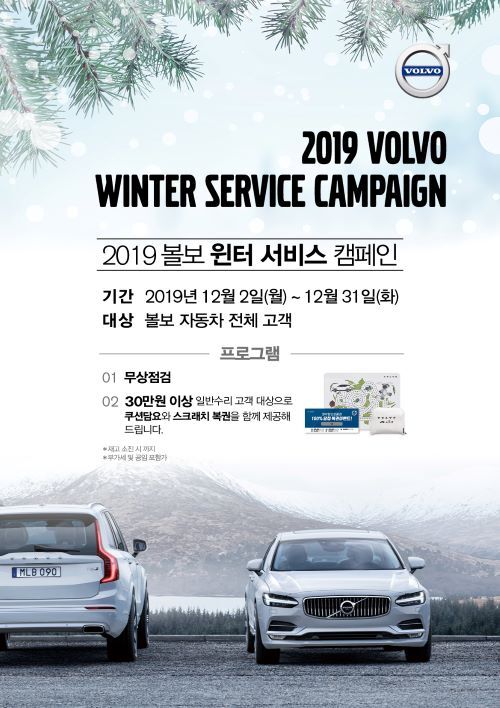 VOLVO
2019 VOLVO
WINTER SERVICE CAMPAIGN
2019 볼보 윈터 서비스 캠페인
기간 2019년 12월 2일(월) ~ 12월 31일(화)
대상 볼보 자동차 전체 고객
프로그램
01 무상점검
02 30만원 이상 일반수리 고객 대상으로
쿠션담요와 스크래치 복권을 함께 제공해
드립니다.
*재고 소진 시 까지
*부가세 및 공임 포함가
MLB 090